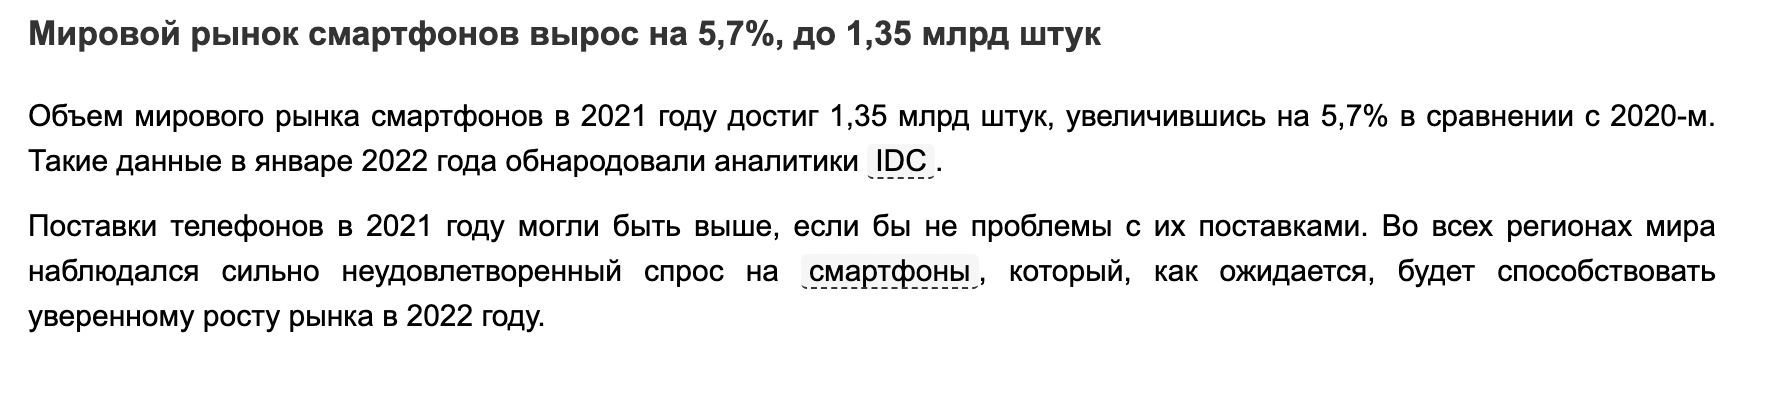 Мировой рынок смартфонов вырос на 5,7%, до 1,35 млрд штук
Объем мирового рынка смартфонов в 2021 году достиг 1,35 млрд штук, увеличившись на 5,7% в сравнении с 2020-м.
Такие данные в январе 2022 года обнародовали аналитики IDC.
Поставки телефонов в 2021 году могли быть выше, если бы не проблемы с их поставками. Во всех регионах мира
наблюдался сильно неудовлетворенный спрос на смартфоны, который, как ожидается, будет способствовать
уверенному росту рынка в 2022 году.